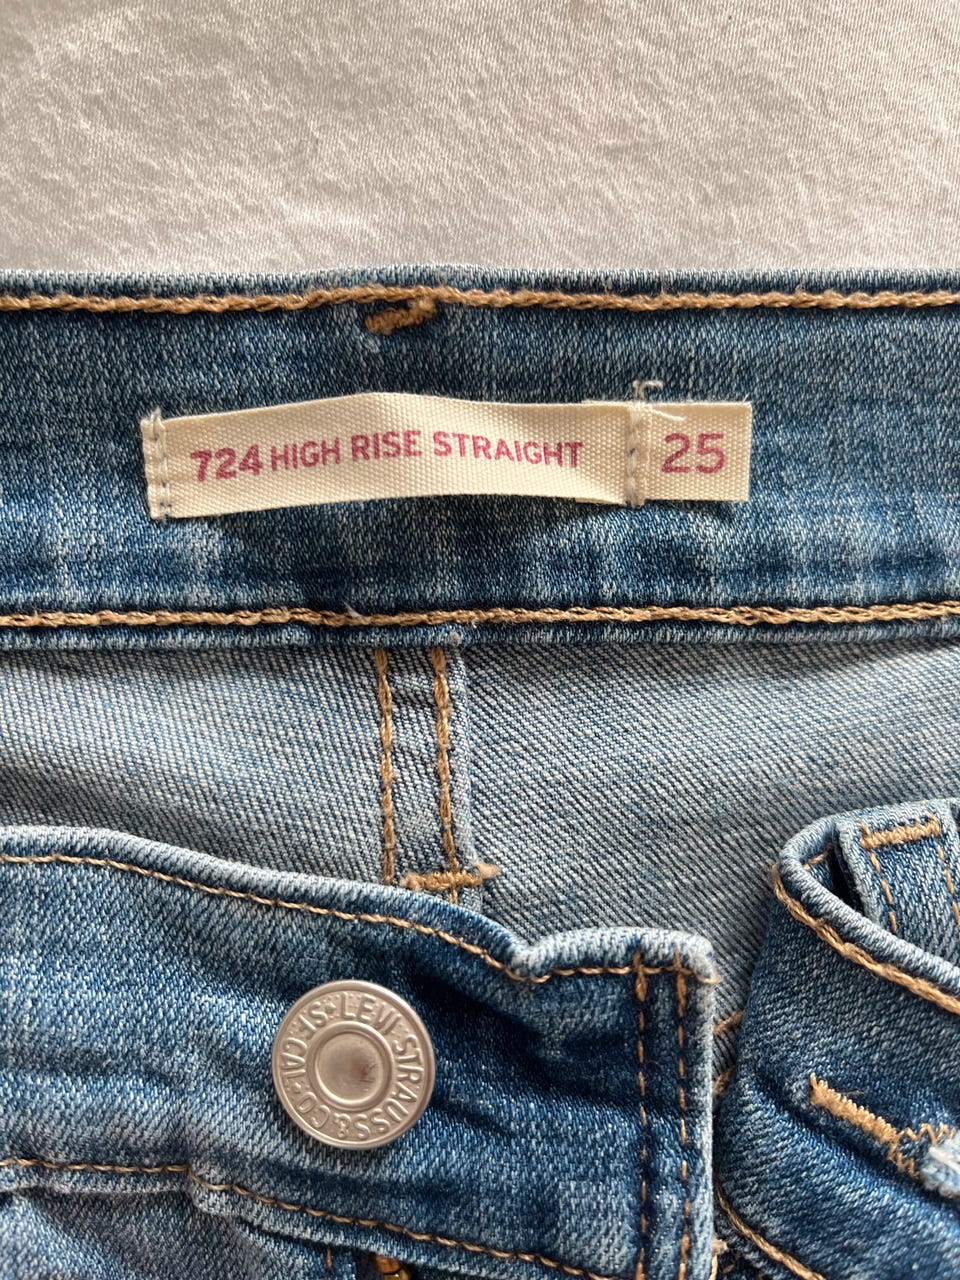 724 HIGH RISE STRAIGHT 25
LEVI STRAUSS & CO. S.F. CAL.